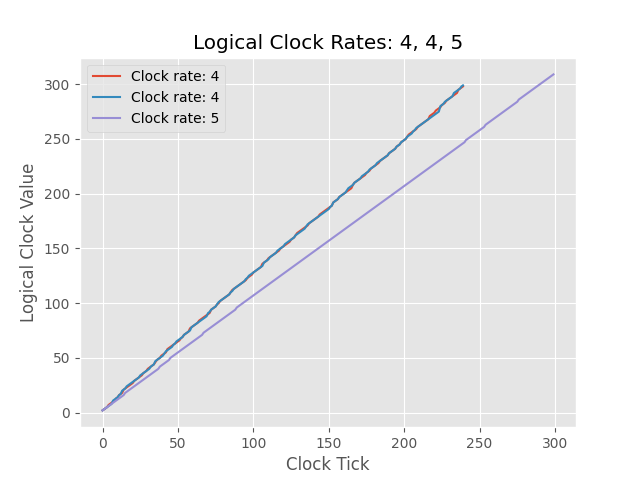 Logical Clock Rates: 4, 4, 5
Clock rate: 4
Clock rate: 4
Clock rate: 5
300
250
200
150
100
50
0
Logical Clock Value
0 50 100 150 200 250 300
Clock Tick